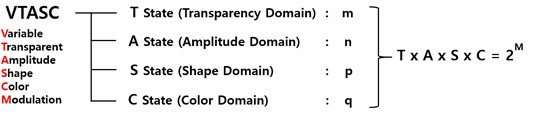 VTASC
Variable
Transparent
Amplitude
Shape
Color
Modulation
T State (Transparency Domain) : m
A State (Amplitude Domain) : n
S State (Shape Domain) : p
C State (Color Domain) : q
T x A x S x C = 2^M